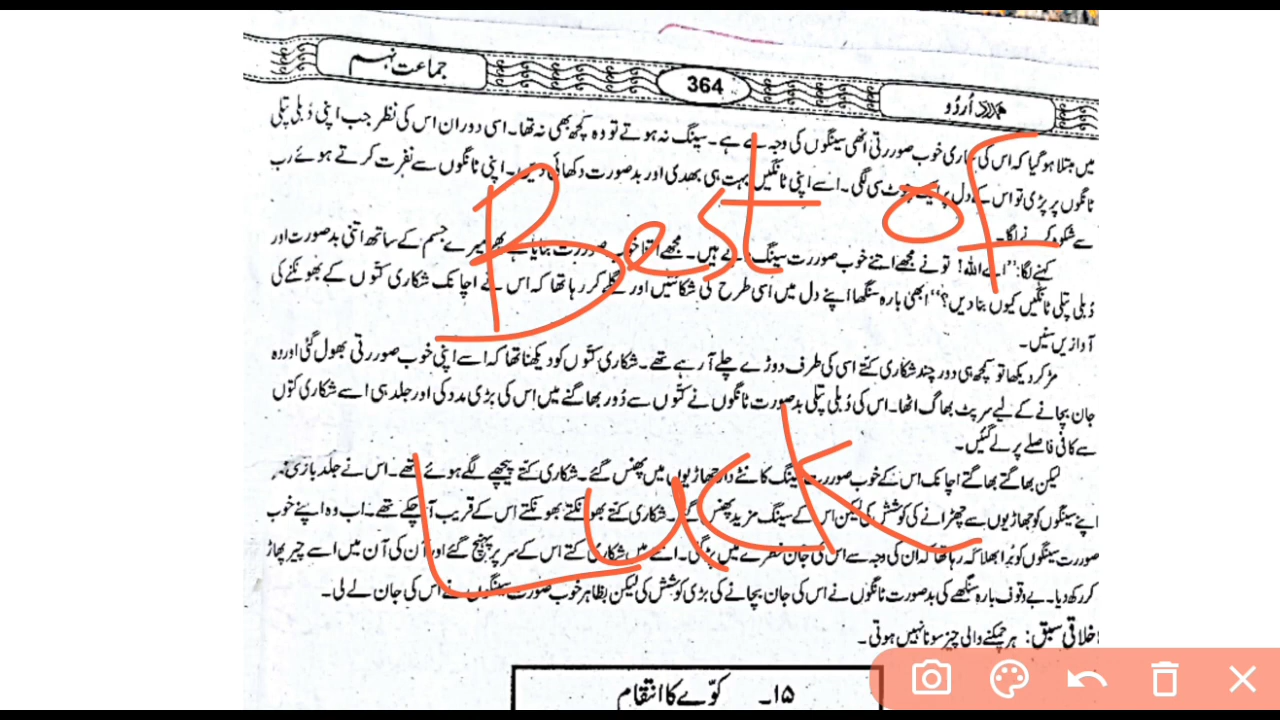 جماعت نہم
364
ہمدرد اُردُو
میں مبتلا ہو گیا کہ اس کی ساری خوب صورتی انھی سینگوں کی وجہ سے ہے۔ سینگ نہ ہوتے تو وہ کچھ بھی نہ تھا۔ اسی دوران اس کی نظر جب اپنی دُبلی پتلی
ٹانگوں پر پڑی تو اس کے دل پر ایک چوٹ سی لگی۔ اسے اپنی ٹانگیں بہت ہی بھدی اور بدصورت دکھائی دیں۔ اپنی ٹانگوں سے نفرت کرتے ہوئے رب
سے شکوہ کرنے لگا۔
کہنے لگا: ”اے اللہ! تو نے مجھے اتنے خوب صورت سینگ دیے ہیں۔ مجھے اتنا خوب صورت بنایا ہے پھر میرے جسم کے ساتھ اتنی بدصورت اور
دُبلی پتلی ٹانگیں کیوں بنا دیں؟“ ابھی بارہ سنگھا اپنے دل میں اسی طرح کی شکائتیں اور گلے کر رہا تھا کہ اس نے اچانک شکاری کتّوں کے بھونکنے کی
آوازیں سنیں۔
مڑ کر دیکھا تو کچھ ہی دور چند شکاری کتے اسی کی طرف دوڑے چلے آ رہے تھے۔ شکاری کتّوں کو دیکھنا تھا کہ اسے اپنی خوب صورتی بھول گئی اور وہ
جان بچانے کے لیے سرپٹ بھاگ اٹھا۔ اس کی دُبلی پتلی بدصورت ٹانگوں نے کتّوں سے دُور بھاگنے میں اس کی بڑی مدد کی اور جلد ہی اسے شکاری کتوں
سے کافی فاصلے پر لے گئیں۔
لیکن بھاگتے بھاگتے اچانک اس کے خوب صورت سینگ کانٹے دار جھاڑیوں میں پھنس گئے۔ شکاری کتے پیچھے لگے ہوئے تھے۔ اس نے جلد بازی نہ
اپنے سینگوں کو جھاڑیوں سے چھڑانے کی کوشش کی لیکن اس کے سینگ مزید پھنس گئے۔ شکاری کتے بھونکتے بھونکتے اس کے قریب آ چکے تھے۔ اب وہ اپنے خوب
صورت سینگوں کو بُرا بھلا کہہ رہا تھا کہ ان کی وجہ سے اس کی جان خطرے میں پڑ گئی۔ اتنے میں شکاری کتے اس کے سر پر پہنچ گئے اور آن کی آن میں اسے چیر پھاڑ
کر رکھ دیا۔ بے وقوف بارہ سنگھے کی بدصورت ٹانگوں نے اس کی جان بچانے کی بڑی کوشش کی لیکن بظاہر خوب صورت سینگوں نے اس کی جان لے لی۔
اخلاقی سبق: ہر چمکنے والی چیز سونا نہیں ہوتی۔
۱۵۔ کوّے کا انتقام
Best of
Luck